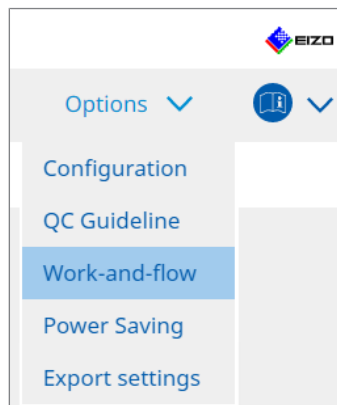 EIZO
Options
Configuration
QC Guideline
Work-and-flow
Power Saving
Export settings